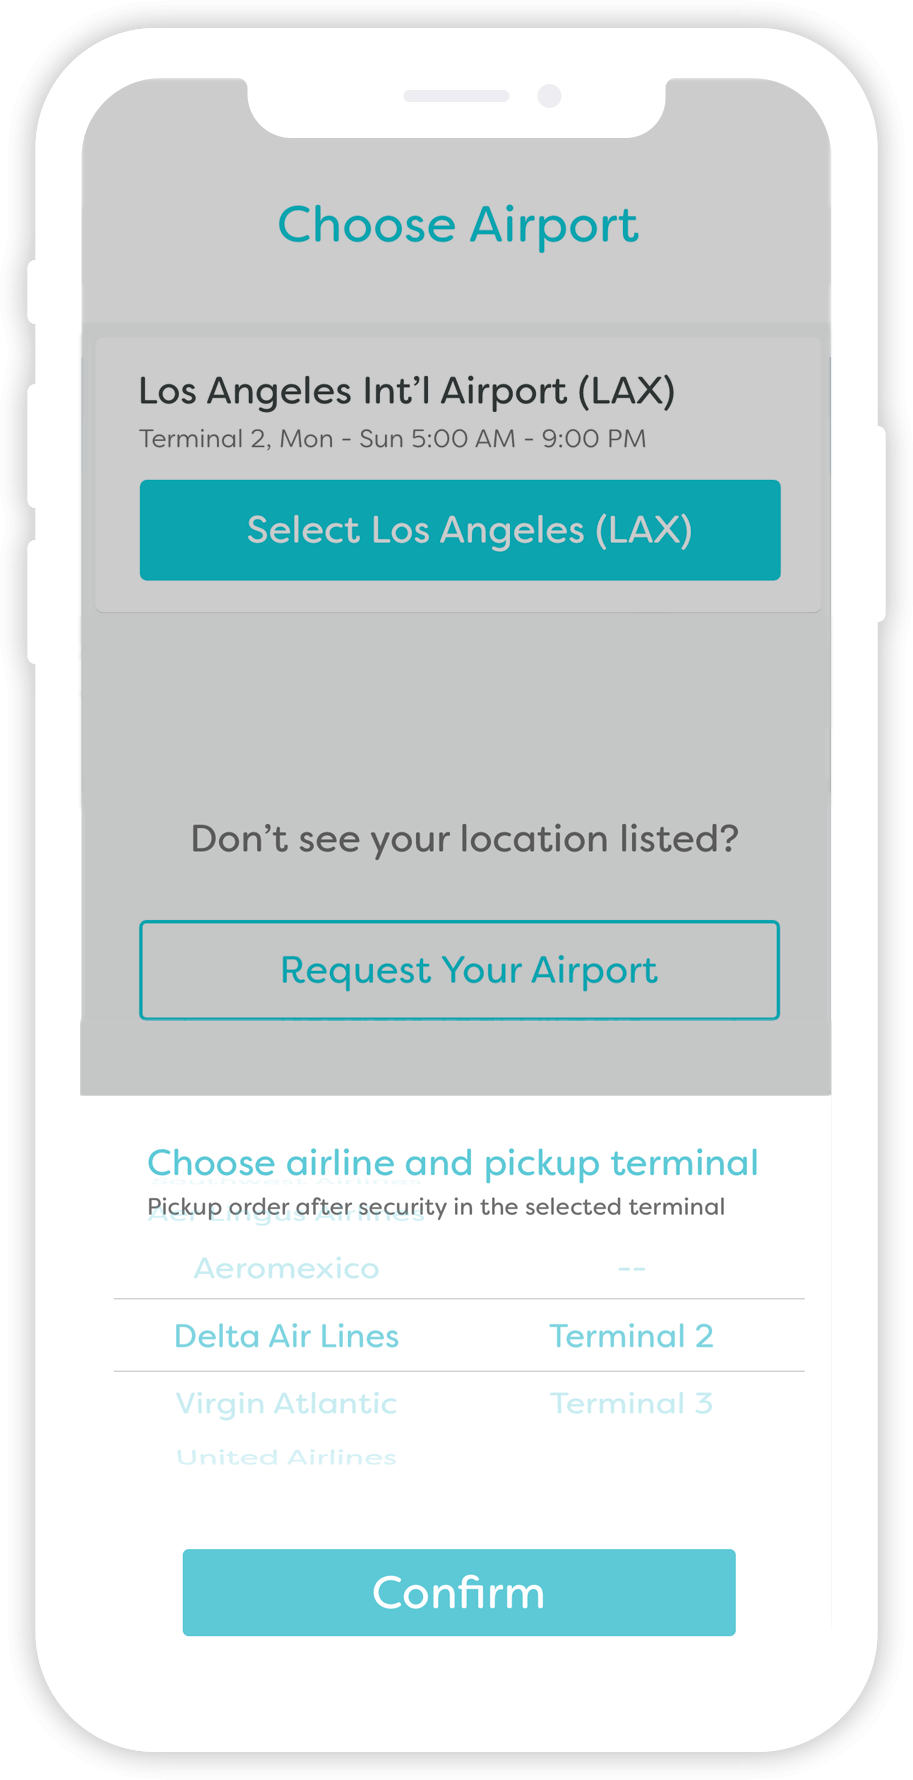 Choose Airport
Los Angeles Int’l Airport (LAX)
Terminal 2, Mon - Sun 5:00 AM - 9:00 PM
Select Los Angeles (LAX)
Don’t see your location listed?
Request Your Airport
Choose airline and pickup terminal
Pickup order after security in the selected terminal
Aer Lingus Airlines
Aeromexico --
Delta Air Lines Terminal 2
Virgin Atlantic Terminal 3
United Airlines
Confirm